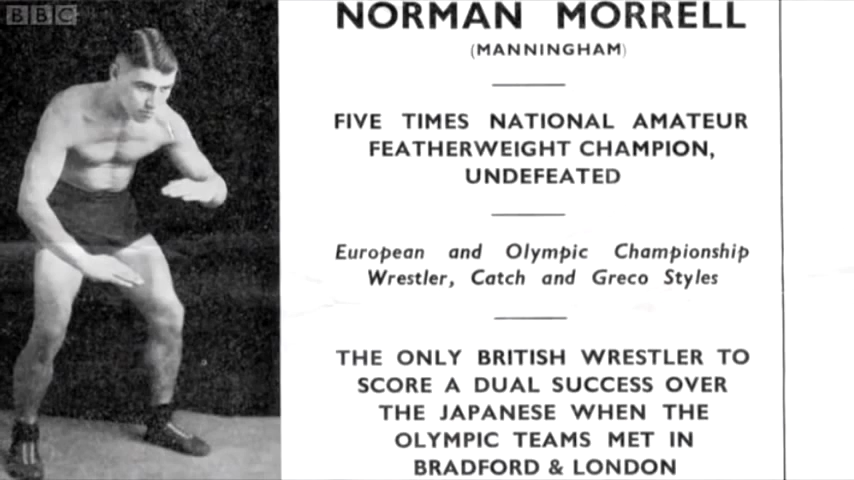 BBC
NORMAN MORRELL
(MANNINGHAM)
FIVE TIMES NATIONAL AMATEUR
FEATHERWEIGHT CHAMPION,
UNDEFEATED
European and Olympic Championship
Wrestler, Catch and Greco Styles
THE ONLY BRITISH WRESTLER TO
SCORE A DUAL SUCCESS OVER
THE JAPANESE WHEN THE
OLYMPIC TEAMS MET IN
BRADFORD & LONDON